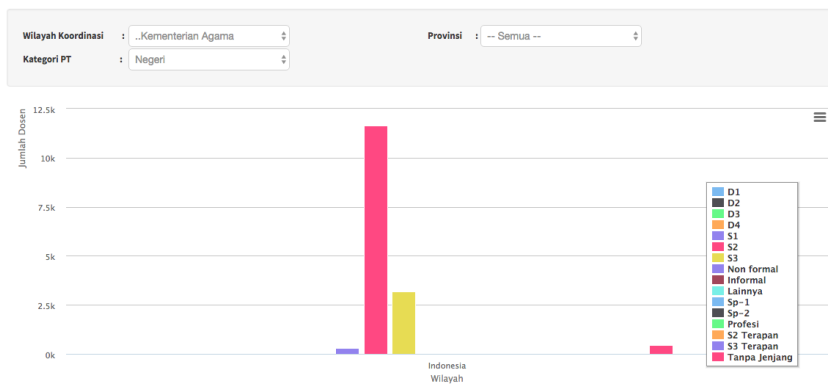 Wilayah Koordinasi : ..Kementerian Agama
Provinsi : -- Semua --
Kategori PT : Negeri
Jumlah Dosen
12.5k
10k
7.5k
5k
2.5k
0k
D1
D2
D3
D4
S1
S2
S3
Non formal
Informal
Lainnya
Sp-1
Sp-2
Profesi
S2 Terapan
S3 Terapan
Tanpa Jenjang
Indonesia
Wilayah